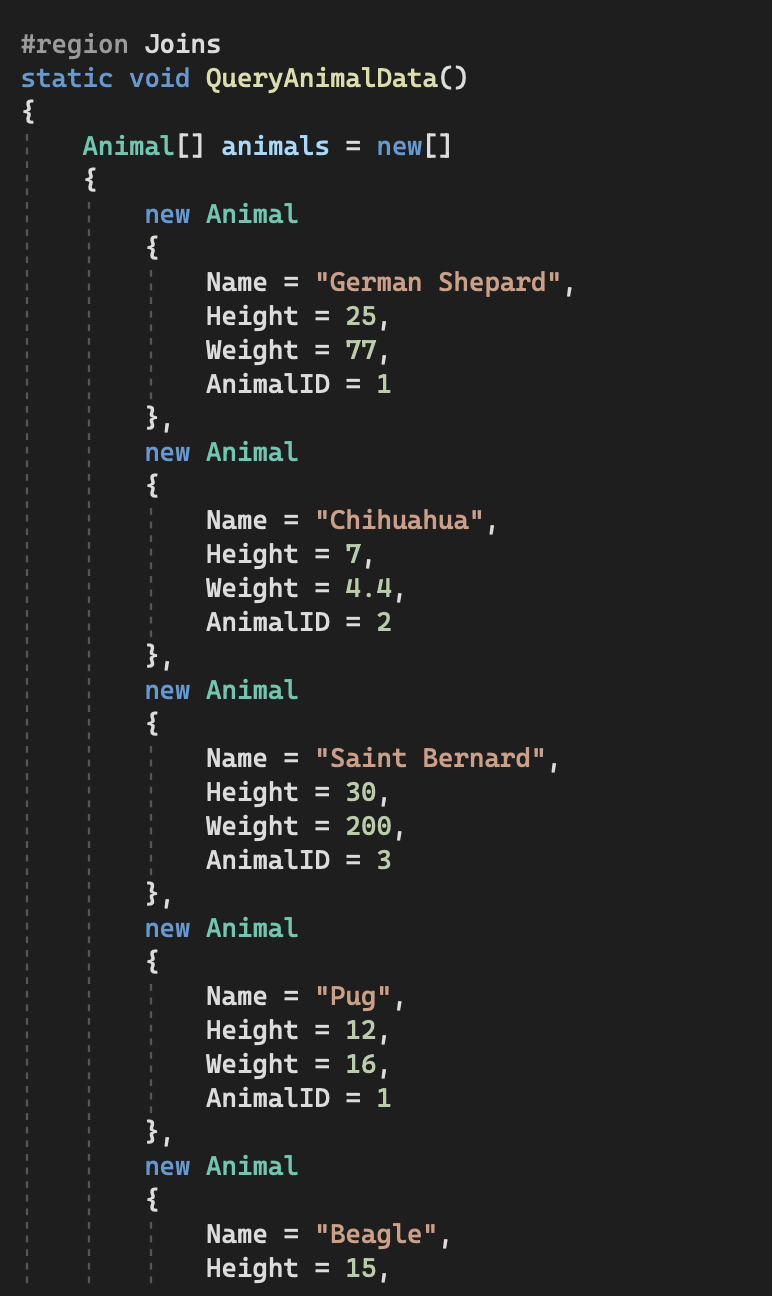 #region Joins
static void QueryAnimalData()
{
    Animal[] animals = new[]
    {
        new Animal
        {
            Name = "German Shepard",
            Height = 25,
            Weight = 77,
            AnimalID = 1
        },
        new Animal
        {
            Name = "Chihuahua",
            Height = 7,
            Weight = 4.4,
            AnimalID = 2
        },
        new Animal
        {
            Name = "Saint Bernard",
            Height = 30,
            Weight = 200,
            AnimalID = 3
        },
        new Animal
        {
            Name = "Pug",
            Height = 12,
            Weight = 16,
            AnimalID = 1
        },
        new Animal
        {
            Name = "Beagle",
            Height = 15,